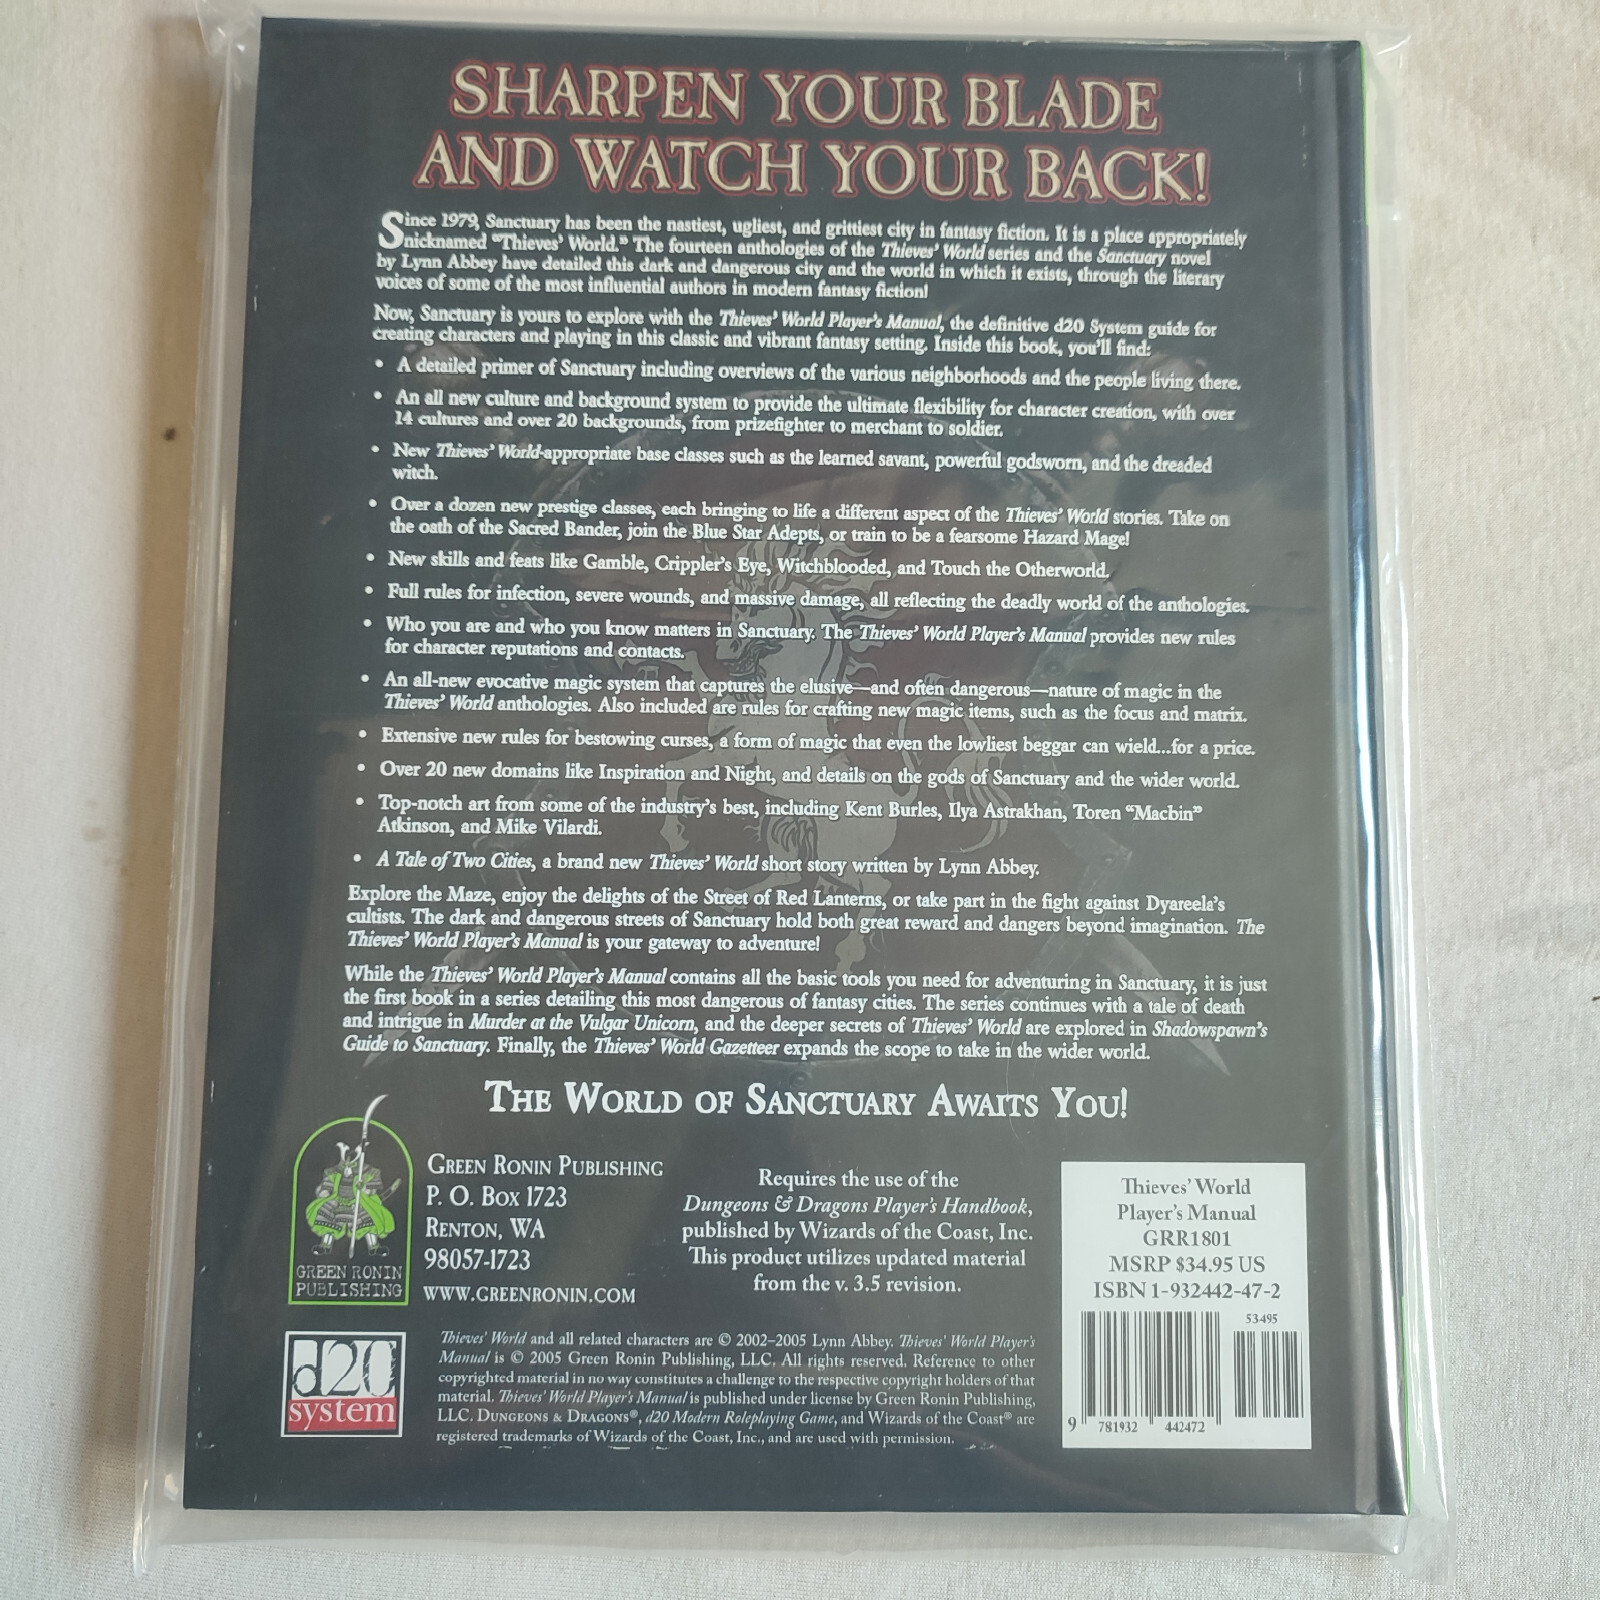 SHARPEN YOUR BLADE
AND WATCH YOUR BACK!
Since 1979, Sanctuary has been the nastiest, ugliest, and grittiest city in fantasy fiction. It is a place appropriately
nicknamed "Thieves' World." The fourteen anthologies of the Thieves' World series and the Sanctuary novel
by Lynn Abbey have detailed this dark and dangerous city and the world in which it exists, through the literary
voices of some of the most influential authors in modern fantasy fiction!
Now, Sanctuary is yours to explore with the Thieves' World Player's Manual, the definitive d20 System guide for
creating characters and playing in this classic and vibrant fantasy setting. Inside this book, you'll find:
• A detailed primer of Sanctuary including overviews of the various neighborhoods and the people living there.
• An all new culture and background system to provide the ultimate flexibility for character creation, with over
14 cultures and over 20 backgrounds, from prizefighter to merchant to soldier.
• New Thieves' World-appropriate base classes such as the learned savant, powerful godsworn, and the dreaded
witch.
• Over a dozen new prestige classes, each bringing to life a different aspect of the Thieves' World stories. Take on
the oath of the Sacred Bander, join the Blue Star Adepts, or train to be a fearsome Hazard Mage!
• New skills and feats like Gamble, Crippler's Eye, Witchblooded, and Touch the Otherworld.
• Full rules for infection, severe wounds, and massive damage, all reflecting the deadly world of the anthologies.
• Who you are and who you know matters in Sanctuary. The Thieves' World Player's Manual provides new rules
for character reputations and contacts.
• An all-new evocative magic system that captures the elusive—and often dangerous—nature of magic in the
Thieves' World anthologies. Also included are rules for crafting new magic items, such as the focus and matrix.
• Extensive new rules for bestowing curses, a form of magic that even the lowliest beggar can wield...for a price.
• Over 20 new domains like Inspiration and Night, and details on the gods of Sanctuary and the wider world.
• Top-notch art from some of the industry's best, including Kent Burles, Ilya Astrakhan, Toren "Macbin"
Atkinson, and Mike Vilardi.
• A Tale of Two Cities, a brand new Thieves' World short story written by Lynn Abbey.
Explore the Maze, enjoy the delights of the Street of Red Lanterns, or take part in the fight against Dyareela's
cultists. The dark and dangerous streets of Sanctuary hold both great reward and dangers beyond imagination. The
Thieves' World Player's Manual is your gateway to adventure!
While the Thieves' World Player's Manual contains all the basic tools you need for adventuring in Sanctuary, it is just
the first book in a series detailing this most dangerous of fantasy cities. The series continues with a tale of death
and intrigue in Murder at the Vulgar Unicorn, and the deeper secrets of Thieves' World are explored in Shadowspawn's
Guide to Sanctuary. Finally, the Thieves' World Gazetteer expands the scope to take in the wider world.
THE WORLD OF SANCTUARY AWAITS YOU!
GREEN RONIN
PUBLISHING
GREEN RONIN PUBLISHING
P. O. BOX 1723
RENTON, WA
98057-1723
WWW.GREENRONIN.COM
Requires the use of the
Dungeons & Dragons Player's Handbook,
published by Wizards of the Coast, Inc.
This product utilizes updated material
from the v. 3.5 revision.
Thieves' World
Player's Manual
GRR1801
MSRP $34.95 US
ISBN 1-932442-47-2
53495
9 781932 442472
d20
system
Thieves' World and all related characters are © 2002–2005 Lynn Abbey. Thieves' World Player's
Manual is © 2005 Green Ronin Publishing, LLC. All rights reserved. Reference to other
copyrighted material in no way constitutes a challenge to the respective copyright holders of that
material. Thieves' World Player's Manual is published under license by Green Ronin Publishing,
LLC. DUNGEONS & DRAGONS®, d20 Modern Roleplaying Game, and Wizards of the Coast® are
registered trademarks of Wizards of the Coast, Inc., and are used with permission.